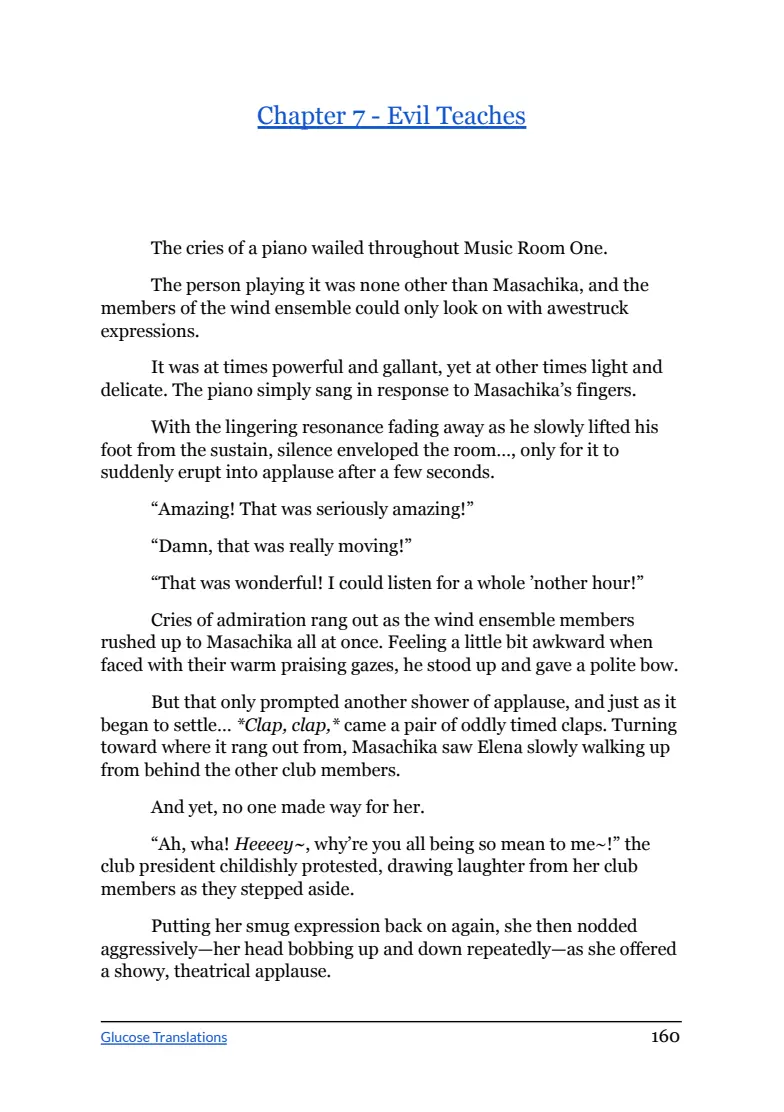 Chapter 7 - Evil Teaches
The cries of a piano wailed throughout Music Room One.
The person playing it was none other than Masachika, and the
members of the wind ensemble could only look on with awestruck
expressions.
It was at times powerful and gallant, yet at other times light and
delicate. The piano simply sang in response to Masachika’s fingers.
With the lingering resonance fading away as he slowly lifted his
foot from the sustain, silence enveloped the room…, only for it to
suddenly erupt into applause after a few seconds.
“Amazing! That was seriously amazing!”
“Damn, that was really moving!”
“That was wonderful! I could listen for a whole ’nother hour!”
Cries of admiration rang out as the wind ensemble members
rushed up to Masachika all at once. Feeling a little bit awkward when
faced with their warm praising gazes, he stood up and gave a polite bow.
But that only prompted another shower of applause, and just as it
began to settle… *Clap, clap,* came a pair of oddly timed claps. Turning
toward where it rang out from, Masachika saw Elena slowly walking up
from behind the other club members.
And yet, no one made way for her.
“Ah, wha! Heeeey~, why’re you all being so mean to me~!” the
club president childishly protested, drawing laughter from her club
members as they stepped aside.
Putting her smug expression back on again, she then nodded
aggressively—her head bobbing up and down repeatedly—as she offered
a showy, theatrical applause.
Glucose Translations
160